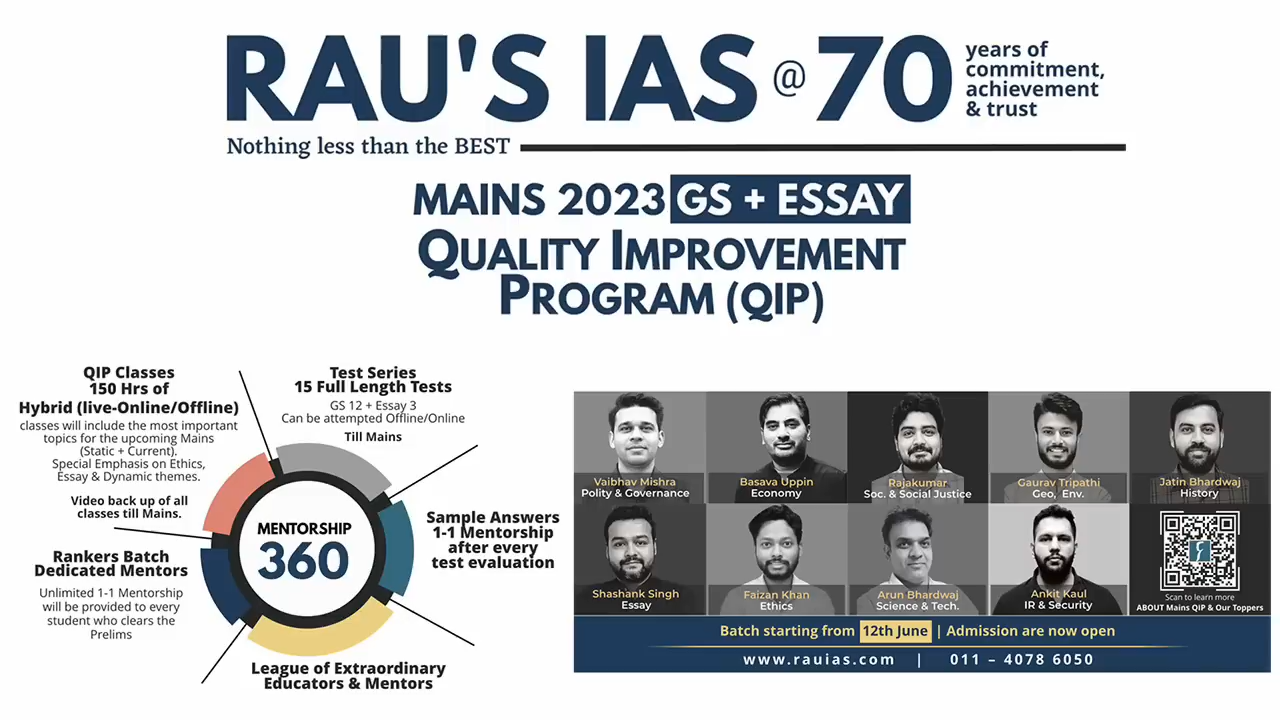 RAU'S IAS @ 70
years of
commitment,
achievement
& trust
Nothing less than the BEST
MAINS 2023 GS + ESSAY
QUALITY IMPROVEMENT
PROGRAM (QIP)
QIP Classes
150 Hrs of
Hybrid (live-Online/Offline)
classes will include the most important
topics for the upcoming Mains
(Static + Current).
Special Emphasis on Ethics,
Essay & Dynamic themes.
Video back up of all
classes till Mains.
Test Series
15 Full Length Tests
GS 12 + Essay 3
Can be attempted Offline/Online
Till Mains
Sample Answers
1-1 Mentorship
after every
test evaluation
MENTORSHIP
360
Rankers Batch
Dedicated Mentors
Unlimited 1-1 Mentorship
will be provided to every
student who clears the
Prelims
League of Extraordinary
Educators & Mentors
Vaibhav Mishra
Polity & Governance
Basava Uppin
Economy
Rajakumar
Soc. & Social Justice
Gaurav Tripathi
Geo, Env.
Jatin Bhardwaj
History
Shashank Singh
Essay
Faizan Khan
Ethics
Arun Bhardwaj
Science & Tech.
Ankit Kaul
IR & Security
Scan to learn more
ABOUT Mains QIP & Our Toppers
Batch starting from 12th June | Admission are now open
www.rauias.com | 011 – 4078 6050